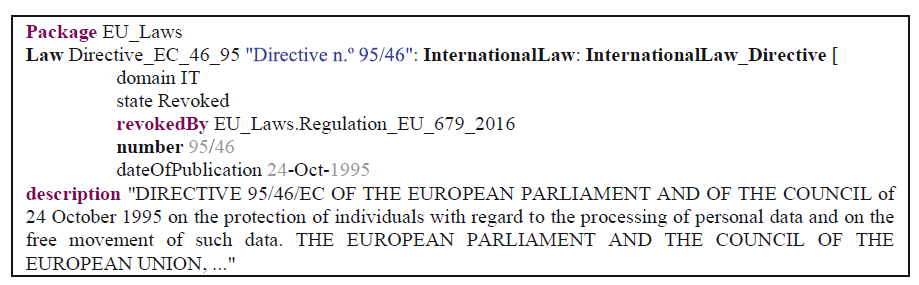 Package EU_Laws
Law Directive_EC_46_95 "Directive n.º 95/46": InternationalLaw: InternationalLaw_Directive [
domain IT
state Revoked
revokedBy EU_Laws.Regulation_EU_679_2016
number 95/46
dateOfPublication 24-Oct-1995
description "DIRECTIVE 95/46/EC OF THE EUROPEAN PARLIAMENT AND OF THE COUNCIL of
24 October 1995 on the protection of individuals with regard to the processing of personal data and on the
free movement of such data. THE EUROPEAN PARLIAMENT AND THE COUNCIL OF THE
EUROPEAN UNION, ..."